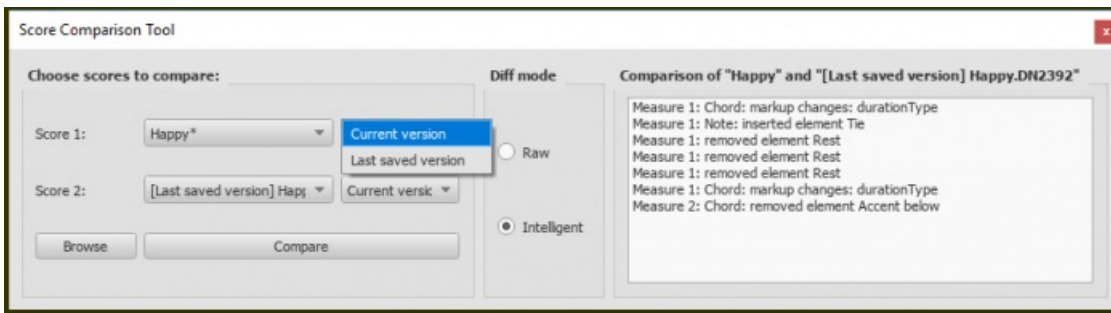 Score Comparison Tool
x
Choose scores to compare:
Score 1:
Happy*
Current version
Last saved version
Score 2:
[Last saved version] Happ
Current versic
Browse
Compare
Diff mode
Raw
Intelligent
Comparison of "Happy" and "[Last saved version] Happy.DN2392"
Measure 1: Chord: markup changes: durationType
Measure 1: Note: inserted element Tie
Measure 1: removed element Rest
Measure 1: removed element Rest
Measure 1: removed element Rest
Measure 1: Chord: markup changes: durationType
Measure 2: Chord: removed element Accent below